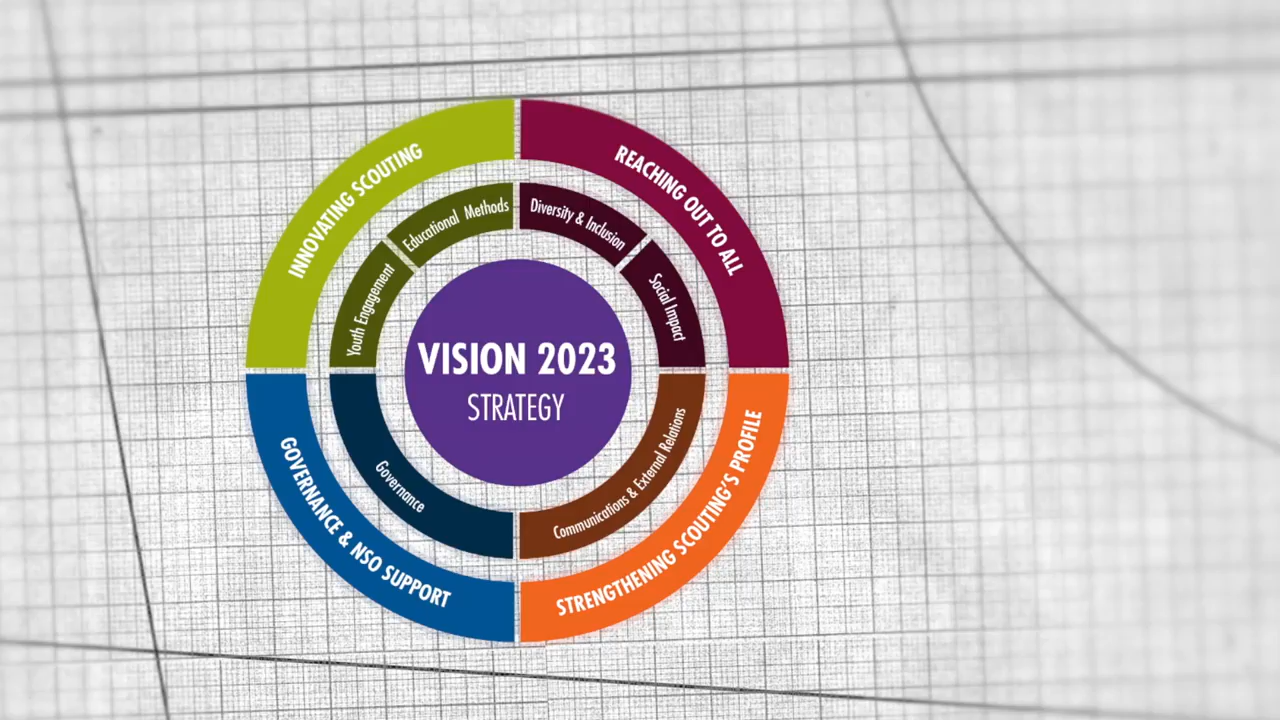 INNOVATING SCOUTING
REACHING OUT TO ALL
Educational Methods
Diversity & Inclusion
Youth Engagement
Social Impact
VISION 2023
STRATEGY
Governance
Communications & External Relations
GOVERNANCE & NSO SUPPORT
STRENGTHENING SCOUTING'S PROFILE